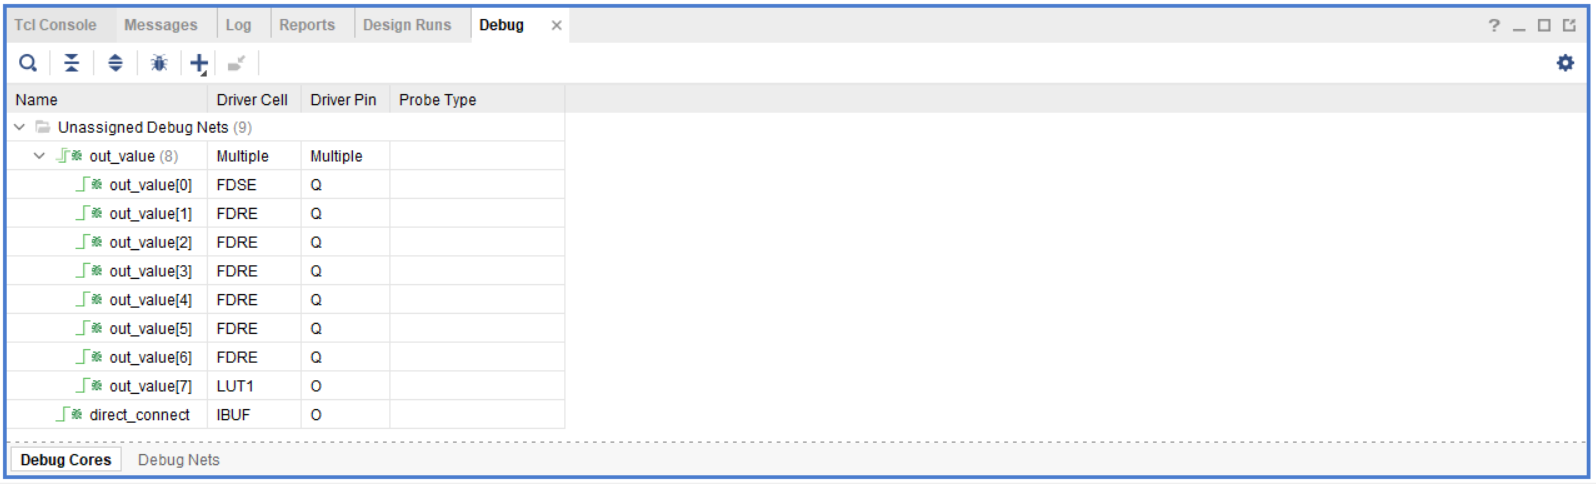 Tcl Console Messages Log Reports Design Runs Debug × ? _
Name Driver Cell Driver Pin Probe Type
Unassigned Debug Nets (9)
out_value (8) Multiple Multiple
out_value[0] FDSE Q
out_value[1] FDRE Q
out_value[2] FDRE Q
out_value[3] FDRE Q
out_value[4] FDRE Q
out_value[5] FDRE Q
out_value[6] FDRE Q
out_value[7] LUT1 O
direct_connect IBUF O
Debug Cores Debug Nets